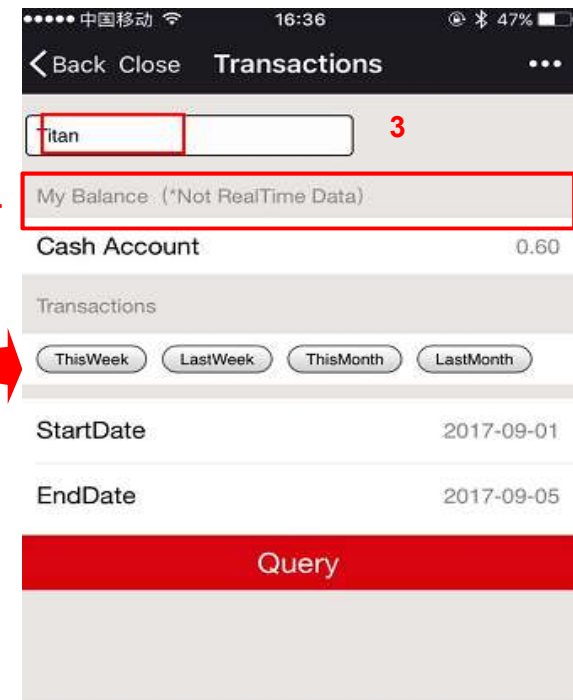 中国移动 16:36 47%
Back Close Transactions
Titan
3
My Balance (*Not RealTime Data)
Cash Account 0.60
Transactions
ThisWeek LastWeek ThisMonth LastMonth
StartDate 2017-09-01
EndDate 2017-09-05
Query